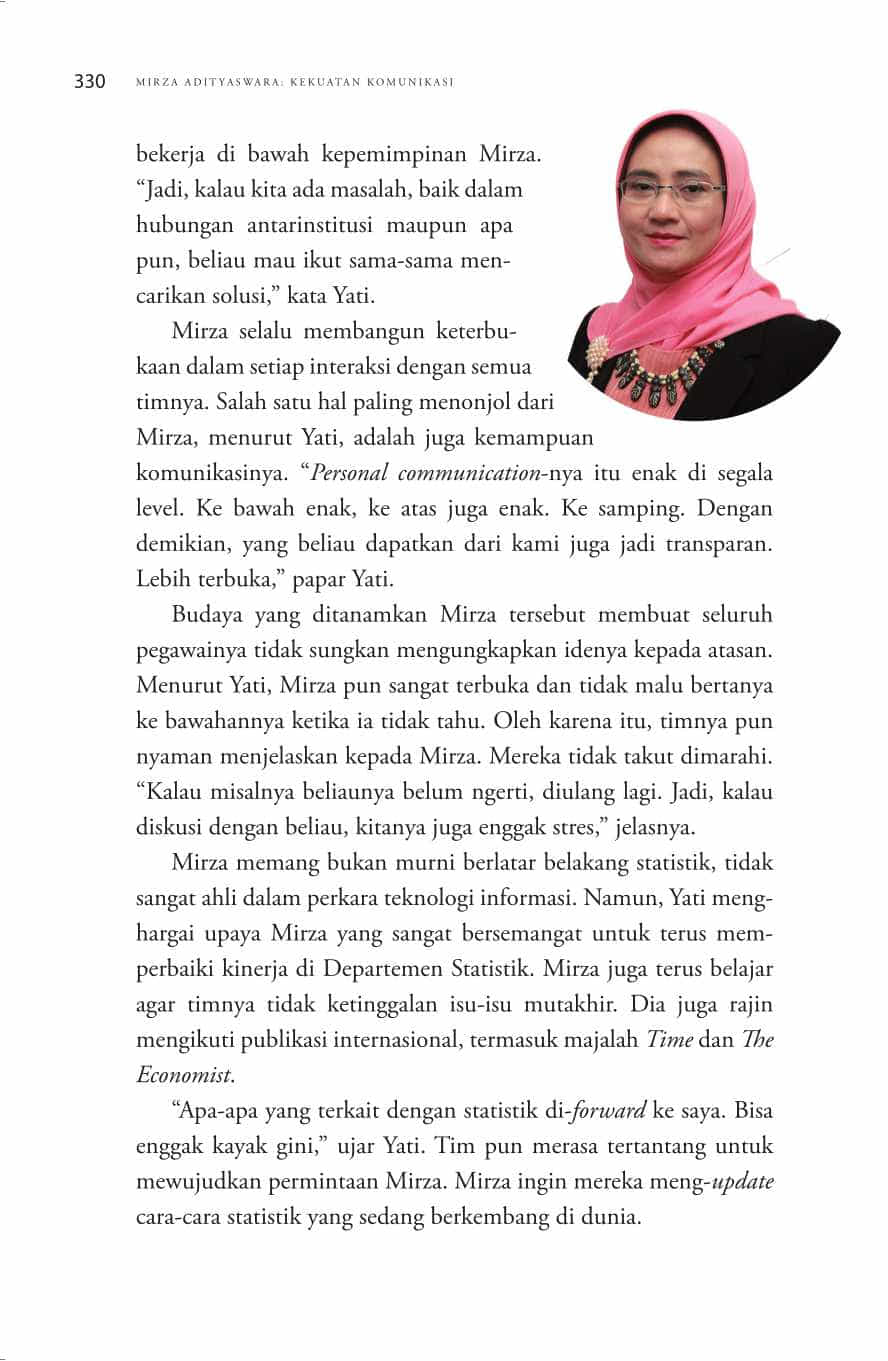 330 MIRZA ADITYASWARA: KEKUATAN KOMUNIKASI
bekerja di bawah kepemimpinan Mirza.
“Jadi, kalau kita ada masalah, baik dalam
hubungan antarinstitusi maupun apa
pun, beliau mau ikut sama-sama men-
carikan solusi,” kata Yati.
Mirza selalu membangun keterbu-
kaan dalam setiap interaksi dengan semua
timnya. Salah satu hal paling menonjol dari
Mirza, menurut Yati, adalah juga kemampuan
komunikasinya. “Personal communication-nya itu enak di segala
level. Ke bawah enak, ke atas juga enak. Ke samping. Dengan
demikian, yang beliau dapatkan dari kami juga jadi transparan.
Lebih terbuka,” papar Yati.
Budaya yang ditanamkan Mirza tersebut membuat seluruh
pegawainya tidak sungkan mengungkapkan idenya kepada atasan.
Menurut Yati, Mirza pun sangat terbuka dan tidak malu bertanya
ke bawahannya ketika ia tidak tahu. Oleh karena itu, timnya pun
nyaman menjelaskan kepada Mirza. Mereka tidak takut dimarahi.
“Kalau misalnya beliaunya belum ngerti, diulang lagi. Jadi, kalau
diskusi dengan beliau, kitanya juga enggak stres,” jelasnya.
Mirza memang bukan murni berlatar belakang statistik, tidak
sangat ahli dalam perkara teknologi informasi. Namun, Yati meng-
hargai upaya Mirza yang sangat bersemangat untuk terus mem-
perbaiki kinerja di Departemen Statistik. Mirza juga terus belajar
agar timnya tidak ketinggalan isu-isu mutakhir. Dia juga rajin
mengikuti publikasi internasional, termasuk majalah Time dan The
Economist.
“Apa-apa yang terkait dengan statistik di-forward ke saya. Bisa
enggak kayak gini,” ujar Yati. Tim pun merasa tertantang untuk
mewujudkan permintaan Mirza. Mirza ingin mereka meng-update
cara-cara statistik yang sedang berkembang di dunia.